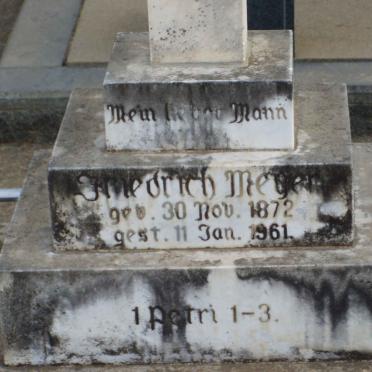 Mein lieber Mann
Friedrich Meyer
geb. 30 Nov. 1872
gest. 11 Jan. 1961.
1 Petri 1-3.